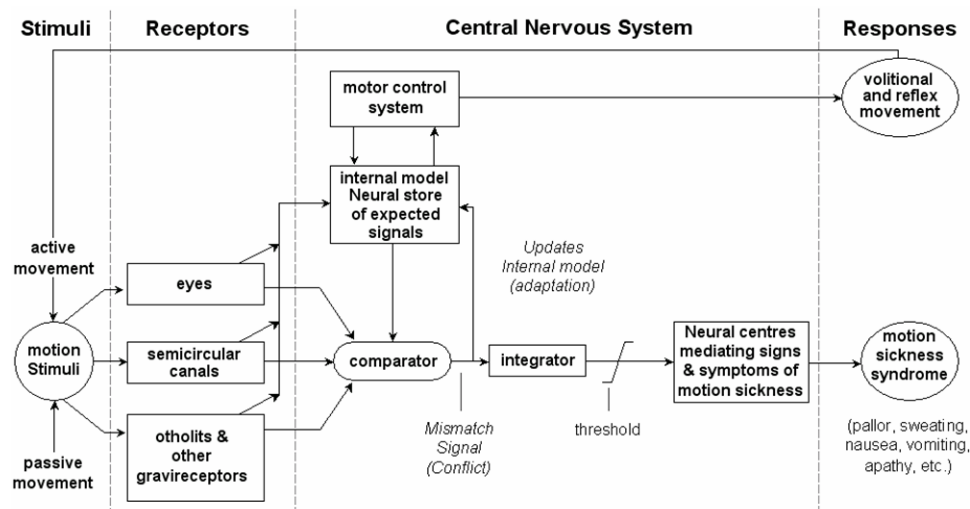 Stimuli
Receptors
Central Nervous System
Responses
motor control
system
volitional
and reflex
movement
internal model
Neural store
of expected
signals
active
movement
Updates
Internal model
(adaptation)
eyes
motion
Stimuli
semicircular
canals
comparator
integrator
Neural centres
mediating signs
& symptoms of
motion sickness
motion
sickness
syndrome
otholits &
other
gravireceptors
passive
movement
Mismatch
Signal
(Conflict)
threshold
(pallor, sweating,
nausea, vomiting,
apathy, etc.)